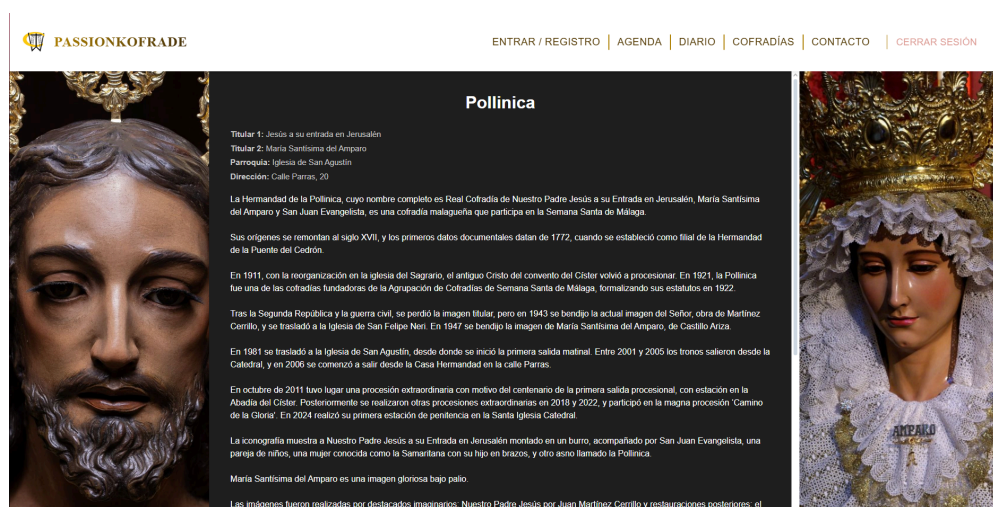 PASSIONKOFRADE
ENTRAR / REGISTRO
AGENDA
DIARIO
COFRADÍAS
CONTACTO
CERRAR SESIÓN
Pollinica
Titular 1: Jesús a su entrada en Jerusalén
Titular 2: María Santísima del Amparo
Parroquia: Iglesia de San Agustín
Dirección: Calle Parras, 20
La Hermandad de la Pollinica, cuyo nombre completo es Real Cofradía de Nuestro Padre Jesús a su Entrada en Jerusalén, María Santísima
del Amparo y San Juan Evangelista, es una cofradía malagueña que participa en la Semana Santa de Málaga.
Sus orígenes se remontan al siglo XVII, y los primeros datos documentales datan de 1772, cuando se estableció como filial de la Hermandad
de la Puente del Cedrón.
En 1911, con la reorganización en la iglesia del Sagrario, el antiguo Cristo del convento del Císter volvió a procesionar. En 1921, la Pollinica
fue una de las cofradías fundadoras de la Agrupación de Cofradías de Semana Santa de Málaga, formalizando sus estatutos en 1922.
Tras la Segunda República y la guerra civil, se perdió la imagen titular, pero en 1943 se bendijo la actual imagen del Señor, obra de Martínez
Cerrillo, y se trasladó a la Iglesia de San Felipe Neri. En 1947 se bendijo la imagen de María Santísima del Amparo, de Castillo Ariza.
En 1981 se trasladó a la Iglesia de San Agustín, desde donde se inició la primera salida matinal. Entre 2001 y 2005 los tronos salieron desde la
Catedral, y en 2006 se comenzó a salir desde la Casa Hermandad en la calle Parras.
En octubre de 2011 tuvo lugar una procesión extraordinaria con motivo del centenario de la primera salida procesional, con estación en la
Abadía del Císter. Posteriormente se realizaron otras procesiones extraordinarias en 2018 y 2022, y participó en la magna procesión 'Camino
de la Gloria'. En 2024 realizó su primera estación de penitencia en la Santa Iglesia Catedral.
La iconografía muestra a Nuestro Padre Jesús a su Entrada en Jerusalén montado en un burro, acompañado por San Juan Evangelista, una
pareja de niños, una mujer conocida como la Samaritana con su hijo en brazos, y otro asno llamado la Pollinica.
María Santísima del Amparo es una imagen gloriosa bajo palio.
Las imágenes fueron realizadas por destacados imaginarios: Nuestro Padre Jesús por Juan Martínez Cerrillo y restauraciones posteriores; el
AMPARO